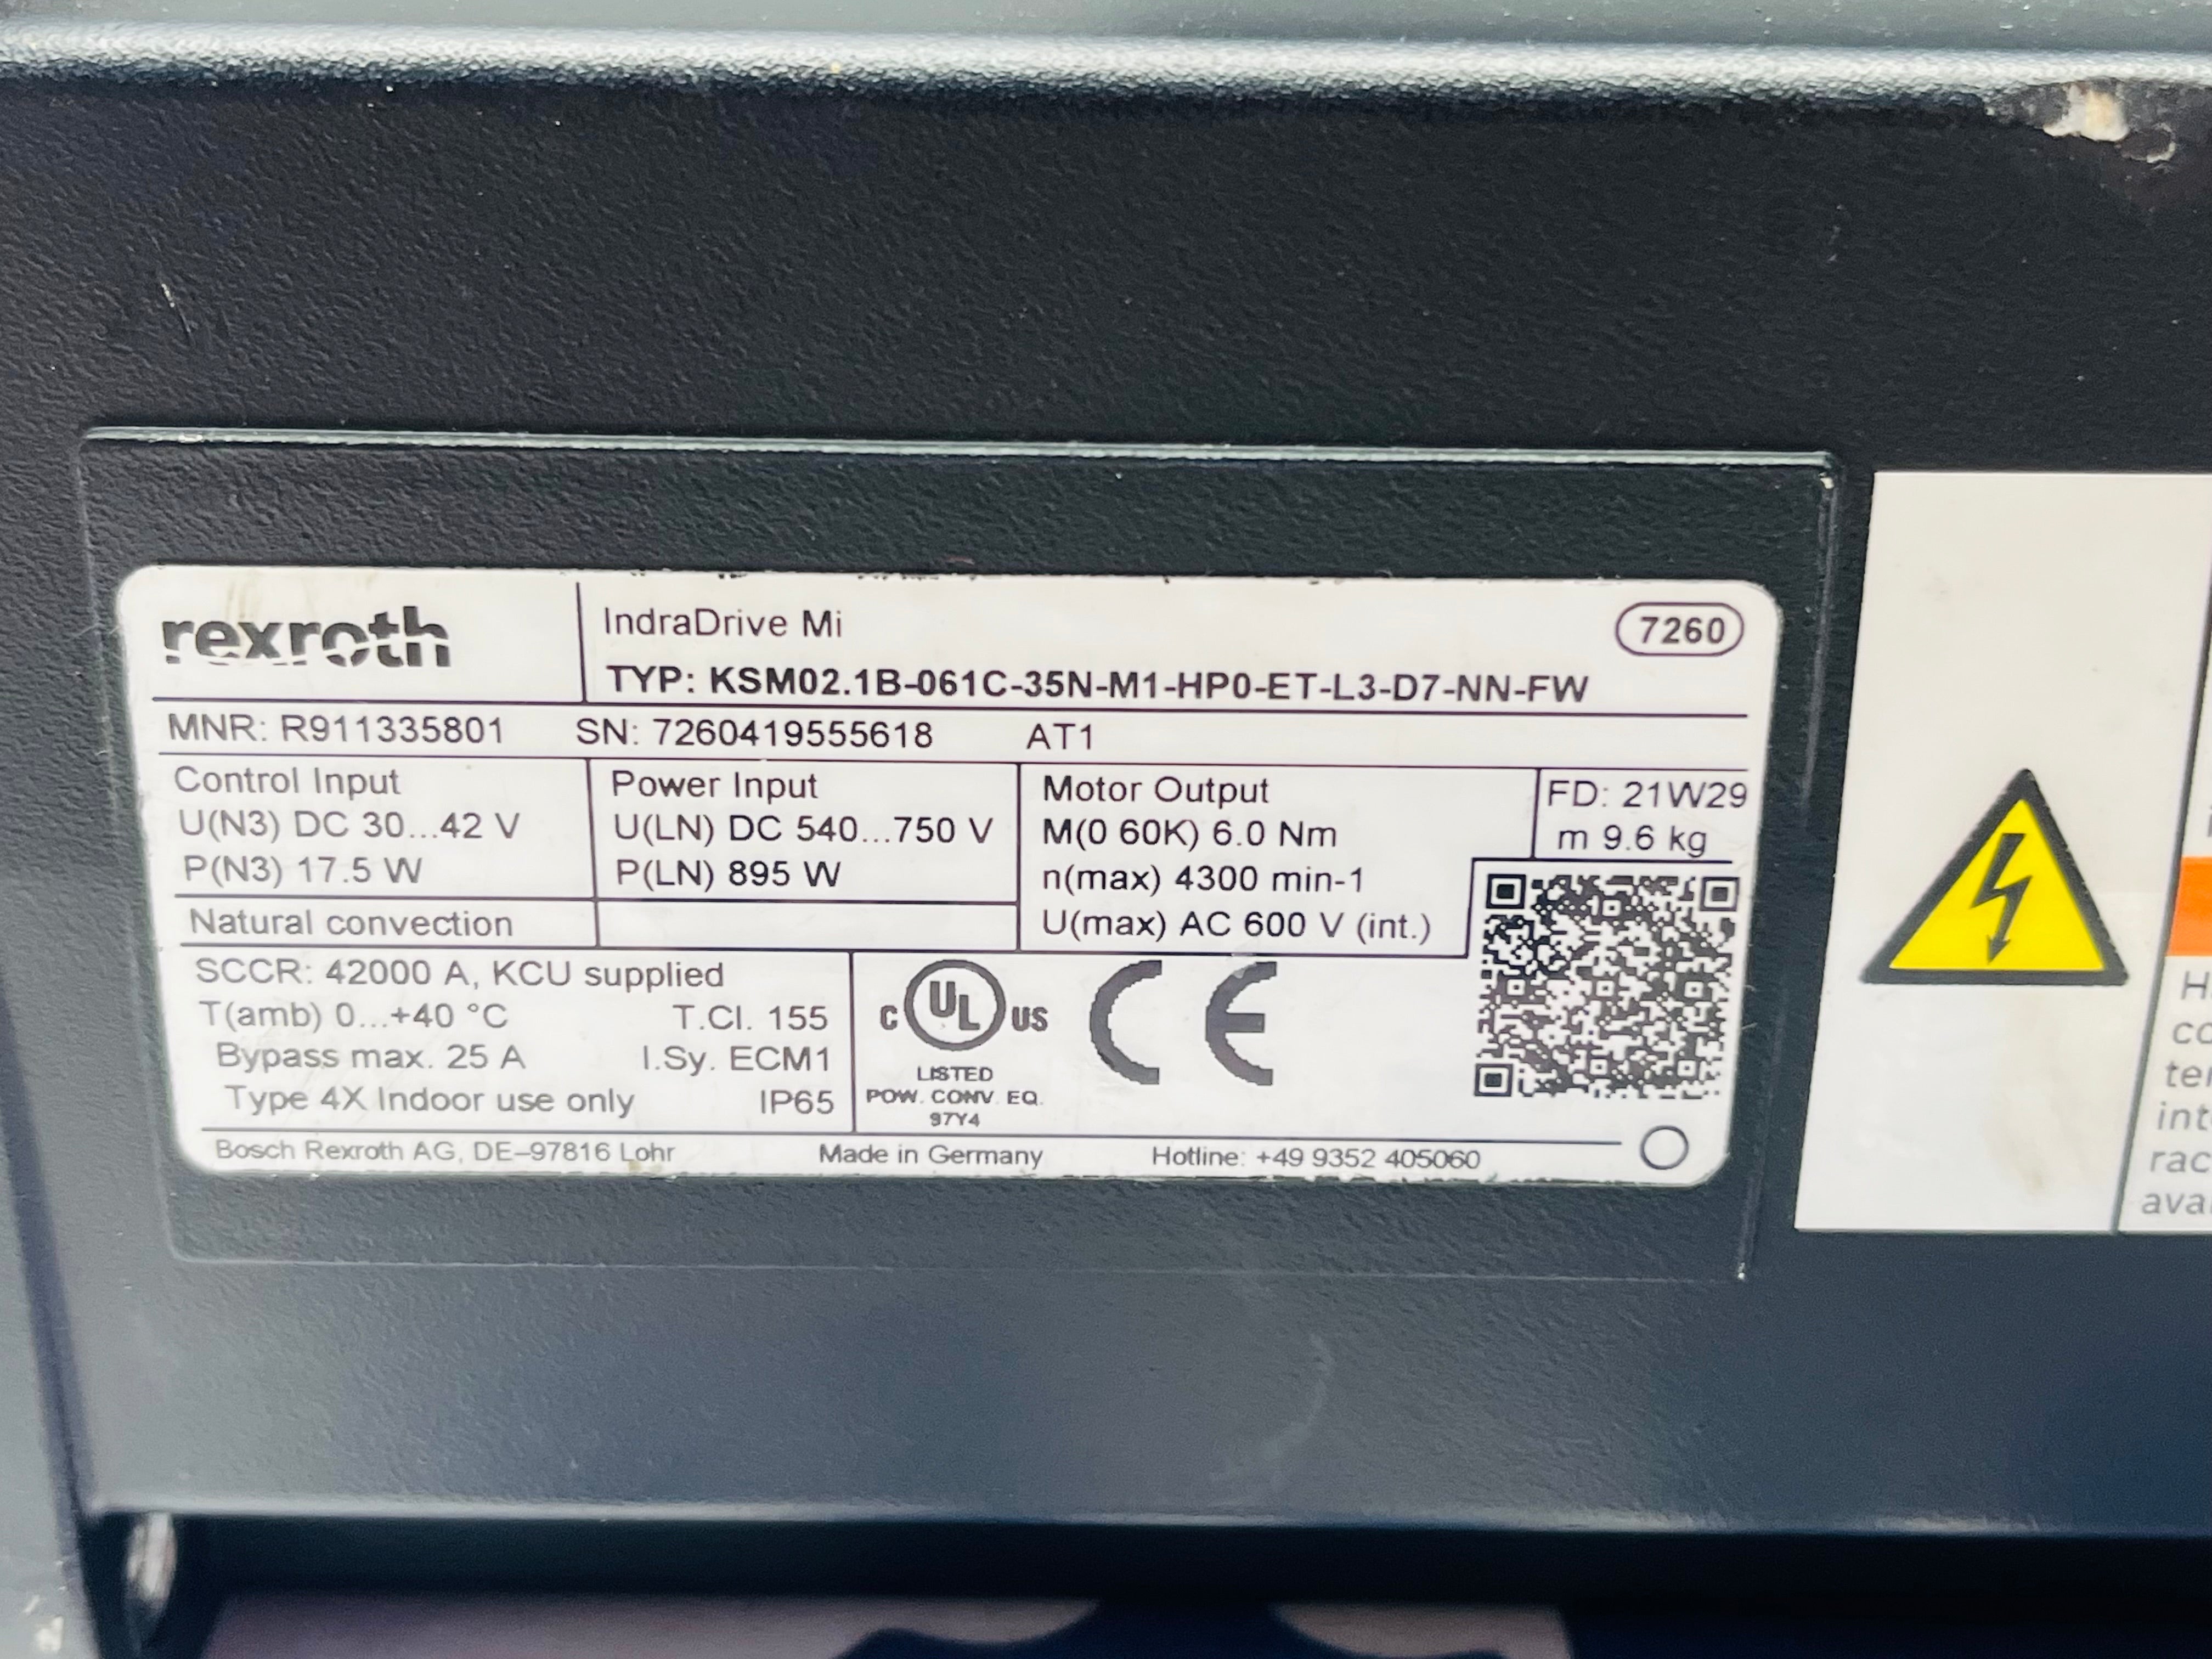 rexroth
IndraDrive Mi
7260
TYP: KSM02.1B-061C-35N-M1-HP0-ET-L3-D7-NN-FW
MNR: R911335801 SN: 7260419555618 AT1
Control Input
U(N3) DC 30...42 V
P(N3) 17.5 W
Natural convection
Power Input
U(LN) DC 540...750 V
P(LN) 895 W
Motor Output
M(0 60K) 6.0 Nm
n(max) 4300 min-1
U(max) AC 600 V (int.)
FD: 21W29
m 9.6 kg
SCCR: 42000 A, KCU supplied
T(amb) 0...+40 °C T.Cl. 155
Bypass max. 25 A I.Sy. ECM1
Type 4X Indoor use only IP65
C UL US
LISTED
POW. CONV. EQ.
97Y4
CE
Bosch Rexroth AG, DE-97816 Lohr Made in Germany Hotline: +49 9352 405060